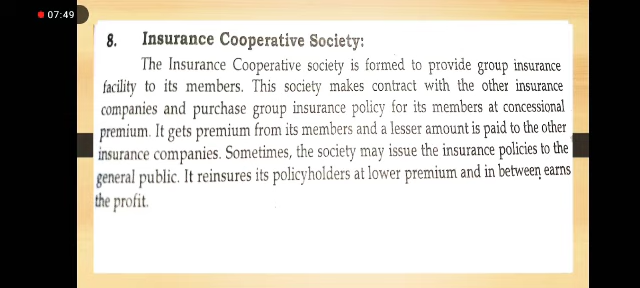 07:49
8. Insurance Cooperative Society:
The Insurance Cooperative society is formed to provide group insurance
facility to its members. This society makes contract with the other insurance
companies and purchase group insurance policy for its members at concessional
premium. It gets premium from its members and a lesser amount is paid to the other
insurance companies. Sometimes, the society may issue the insurance policies to the
general public. It reinsures its policyholders at lower premium and in between earns
the profit.